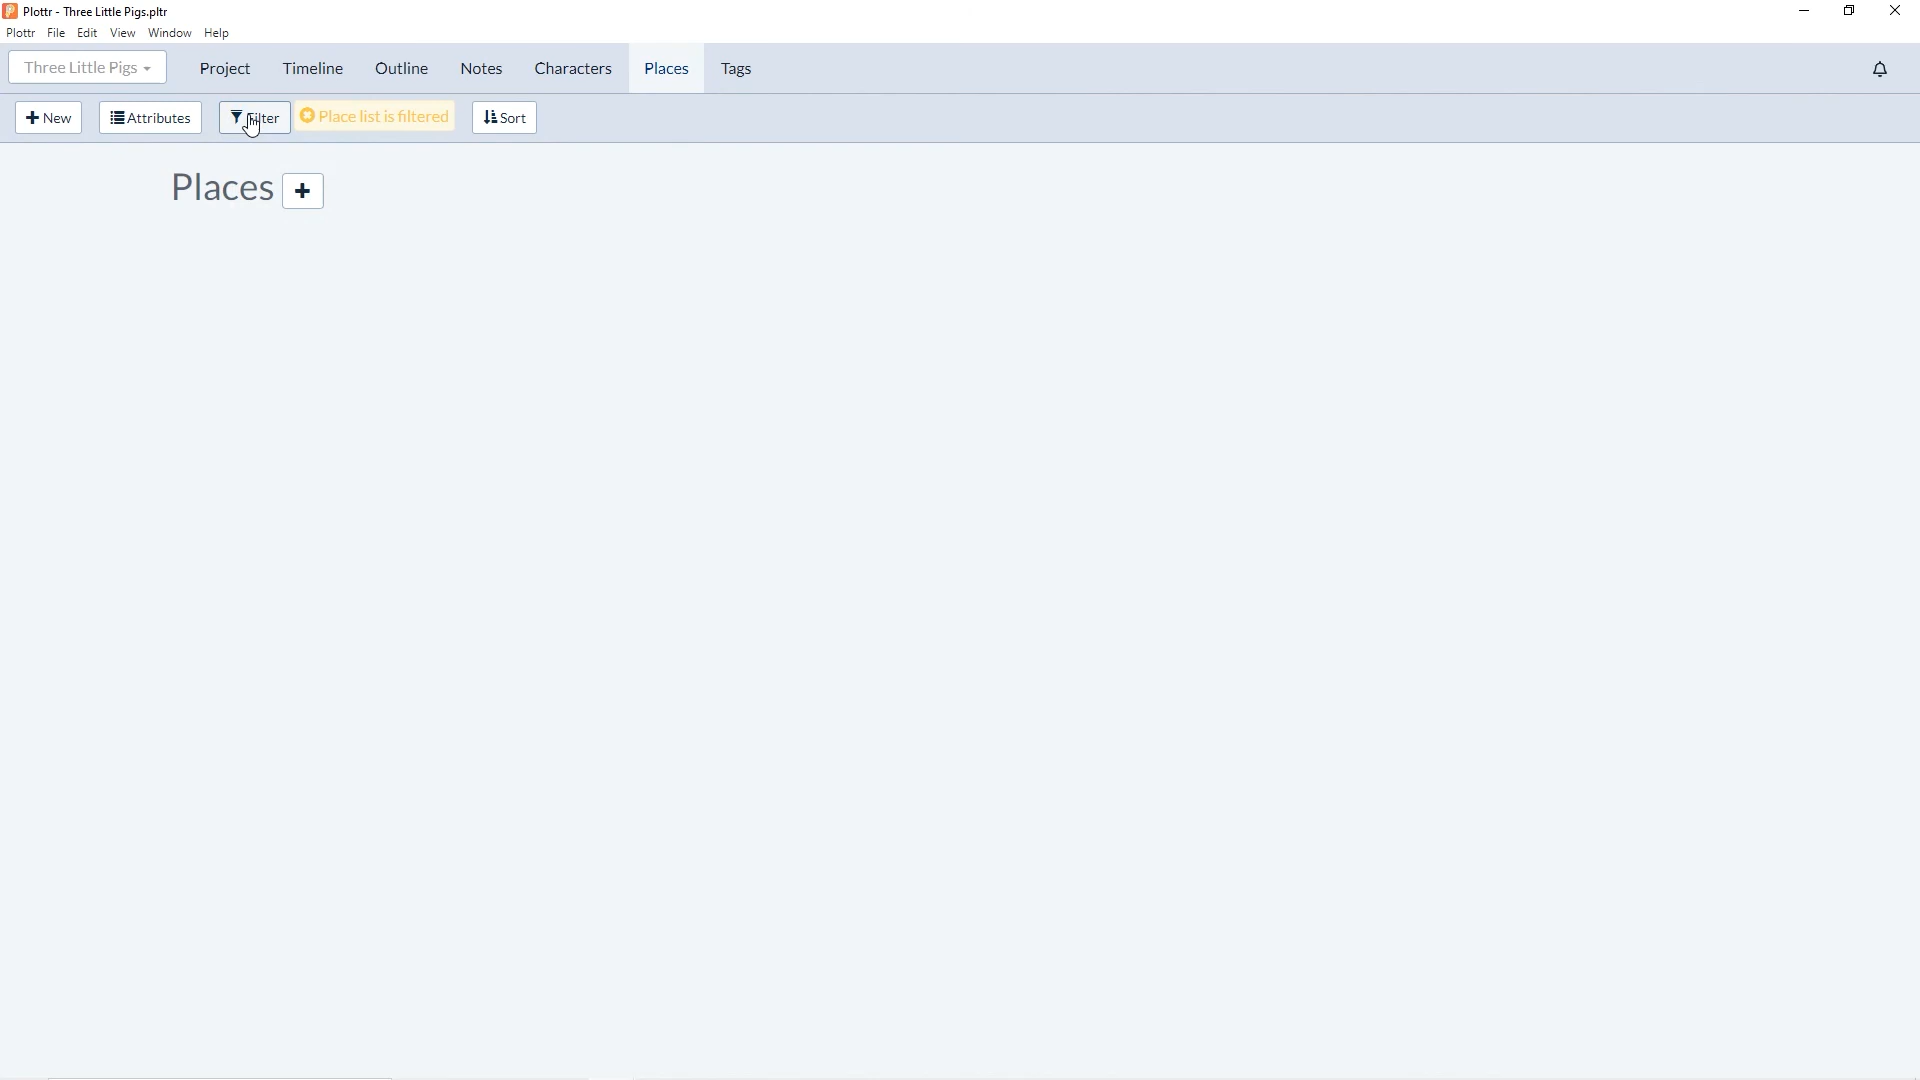 Plottr - Three Little Pigs.pltr
Plottr File Edit View Window Help
Three Little Pigs Project Timeline Outline Notes Characters Places Tags
New Attributes Filter Place list is filtered Sort
Places